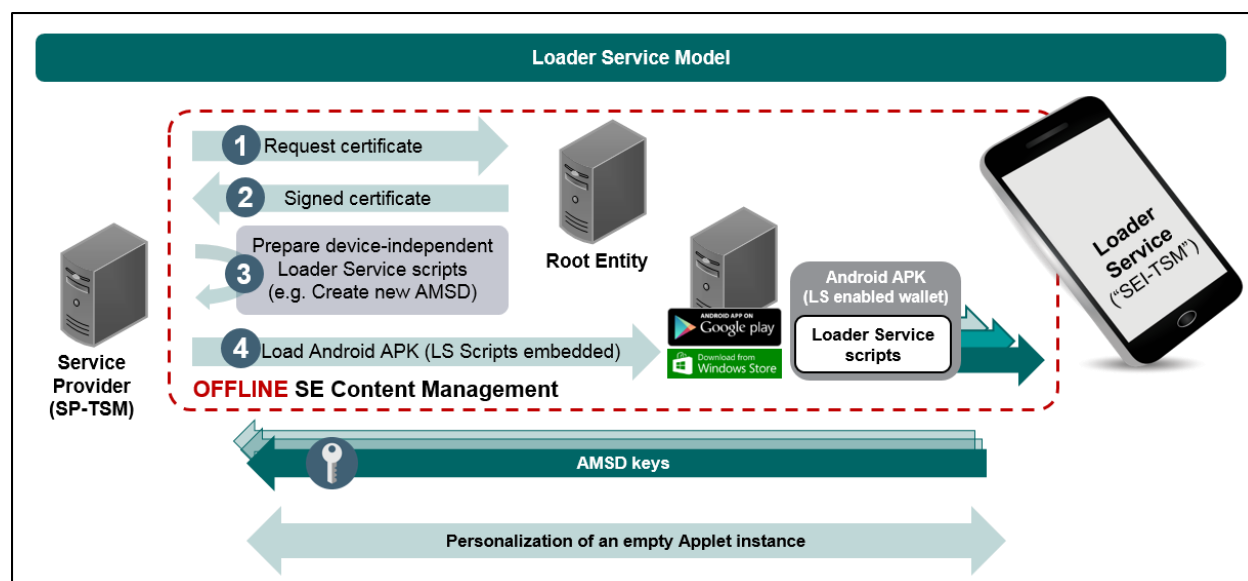 Loader Service Model
1 Request certificate
2 Signed certificate
3 Prepare device-independent
Loader Service scripts
(e.g. Create new AMSD)
Root Entity
Service
Provider
(SP-TSM)
4 Load Android APK (LS Scripts embedded)
ANDROID APP ON
Google play
Download from
Windows Store
Android APK
(LS enabled wallet)
Loader Service
scripts
Loader
Service
("SEI-TSM")
OFFLINE SE Content Management
AMSD keys
Personalization of an empty Applet instance